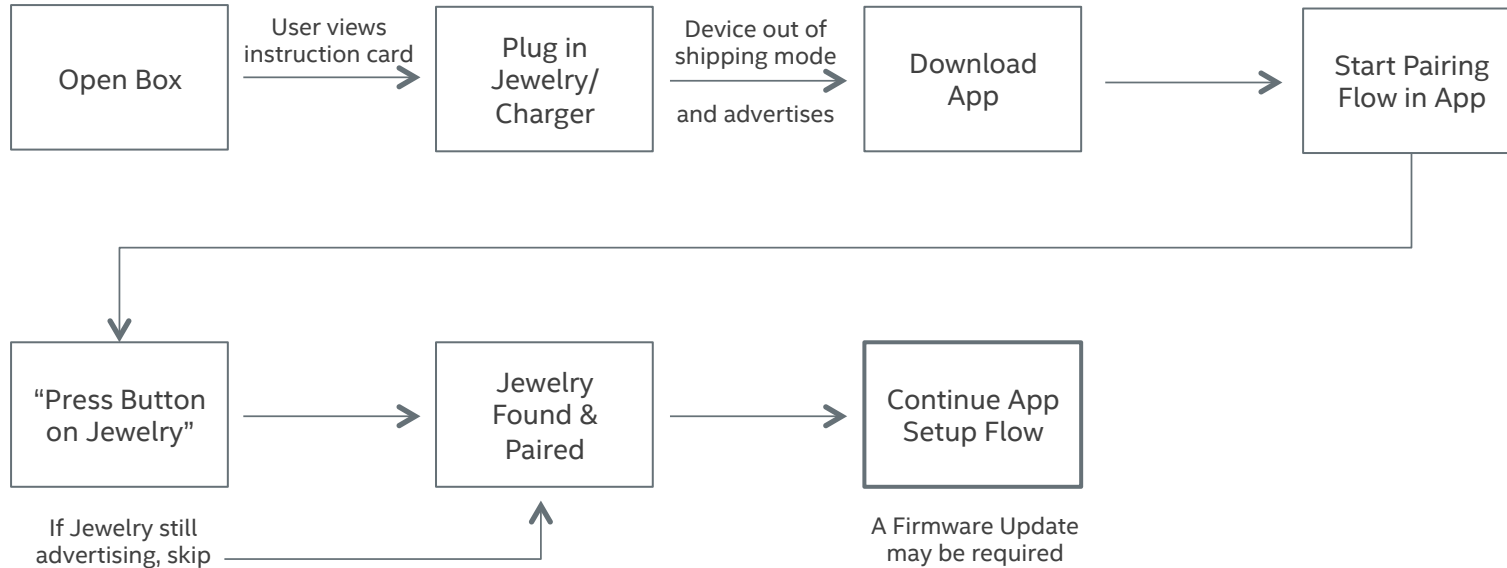 Open Box
User views
instruction card
Plug in
Jewelry/
Charger
Device out of
shipping mode
and advertises
Download
App
Start Pairing
Flow in App
“Press Button
on Jewelry”
If Jewelry still
advertising, skip
Jewelry
Found &
Paired
Continue App
Setup Flow
A Firmware Update
may be required